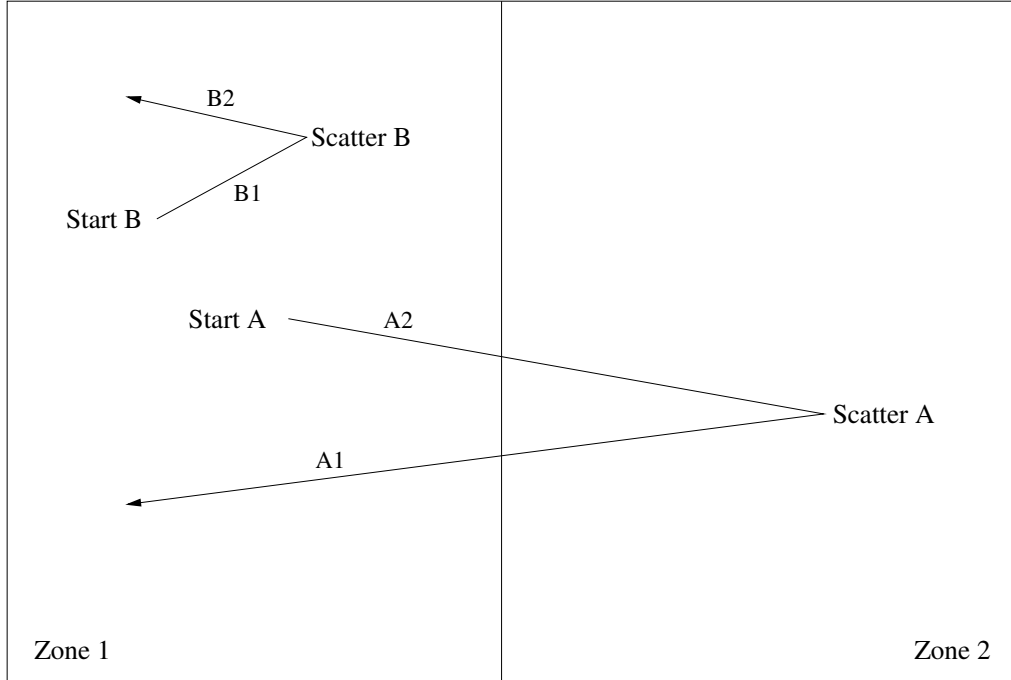 B2
Scatter B
B1
Start B
Start A
A2
Scatter A
A1
Zone 1
Zone 2